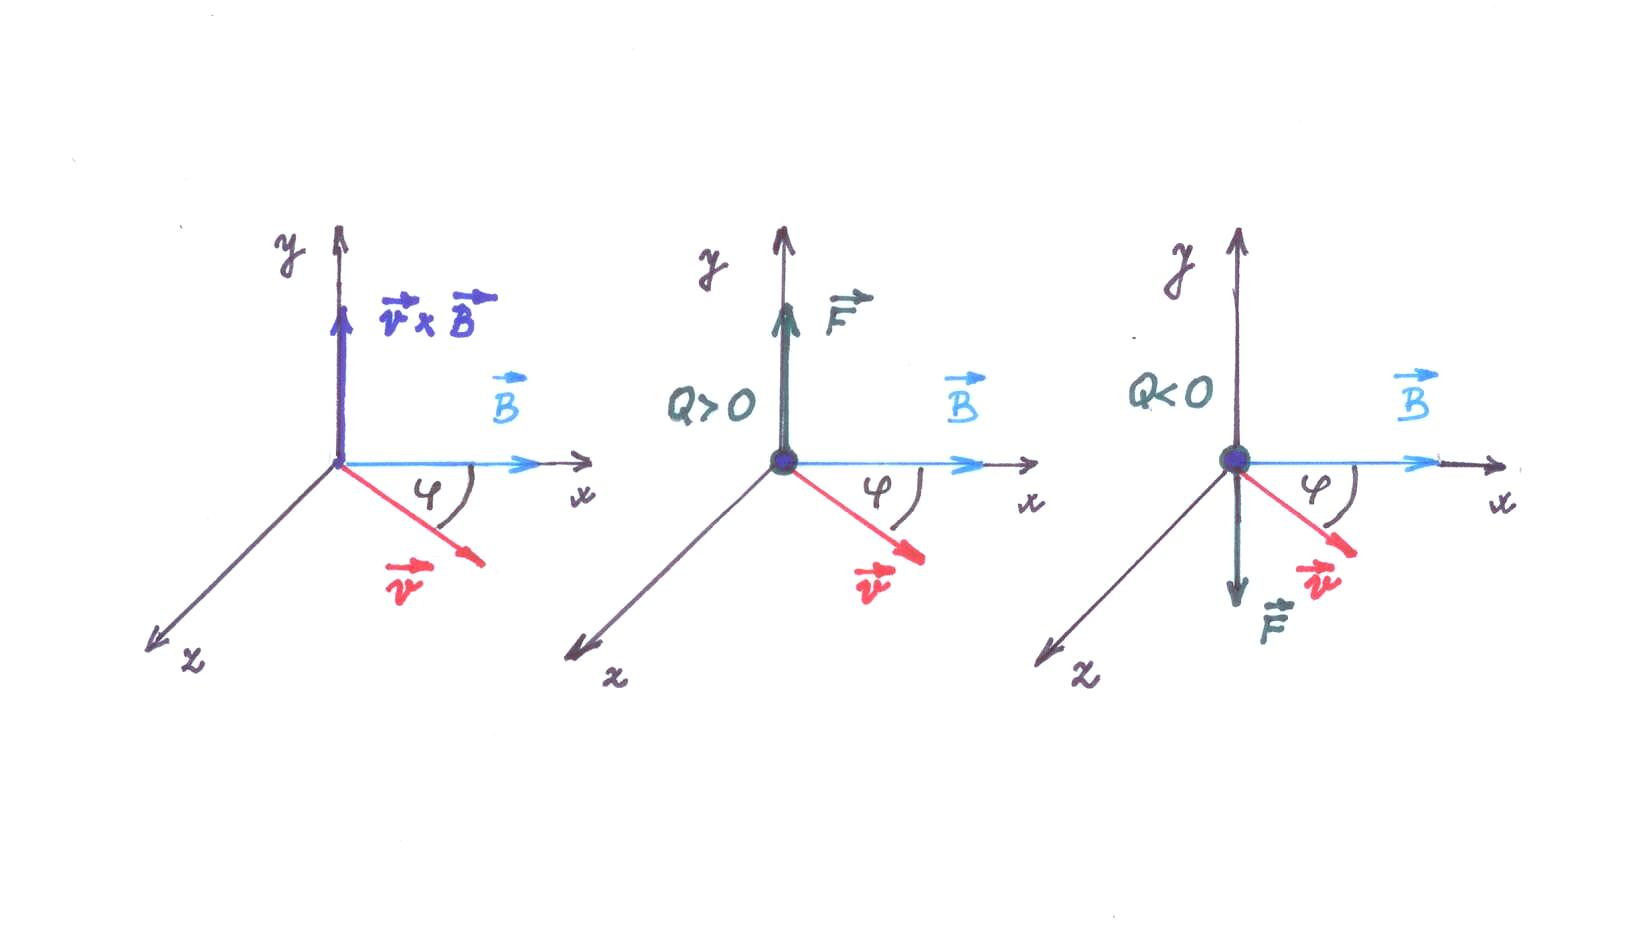 y
v⃗ x B⃗
B⃗
φ
x
v⃗
z
y
F⃗
Q>0
B⃗
φ
x
v⃗
z
y
Q<0
B⃗
φ
x
v⃗
F⃗
z